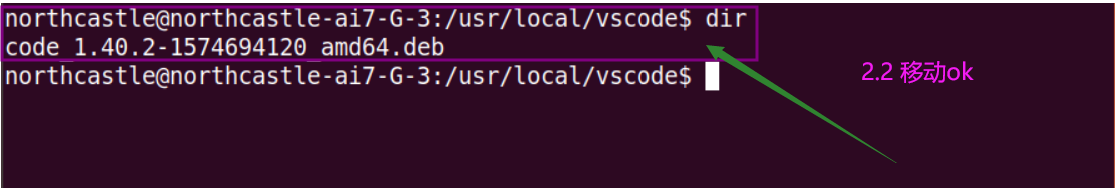 northcastle@northcastle-ai7-G-3:/usr/local/vscode$ dir
code_1.40.2-1574694120_amd64.deb
northcastle@northcastle-ai7-G-3:/usr/local/vscode$
2.2 移动ok